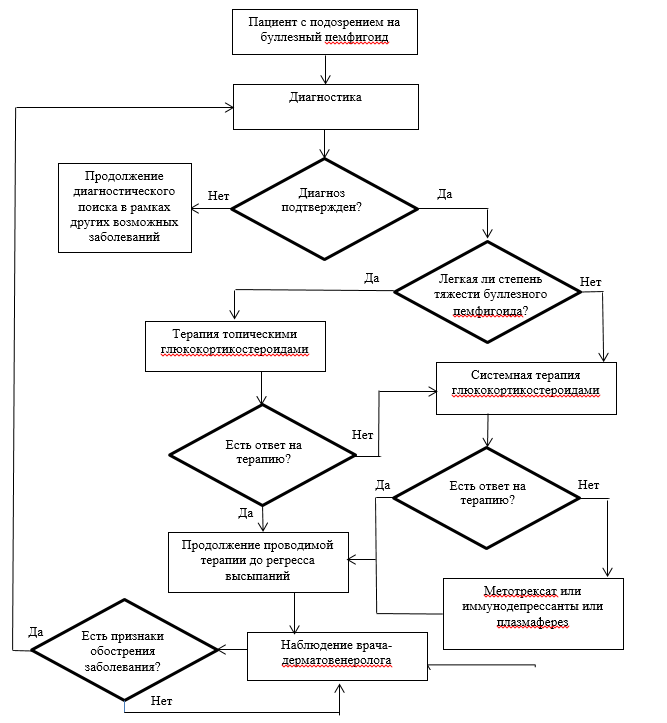 Пациент с подозрением на
буллезный пемфигоид
Диагностика
Диагноз
подтвержден?
Нет
Да
Продолжение
диагностического
поиска в рамках
других возможных
заболеваний
Легкая ли степень
тяжести буллезного
пемфигоида?
Да
Нет
Терапия топическими
глюкокортикостероидами
Системная терапия
глюкокортикостероидами
Есть ответ на
терапию?
Нет
Да
Есть ответ на
терапию?
Да
Нет
Продолжение проводимой
терапии до регресса
высыпаний
Метотрексат или
иммунодепрессанты или
плазмаферез
Наблюдение врача-
дерматовенеролога
Есть признаки
обострения
заболевания?
Да
Нет